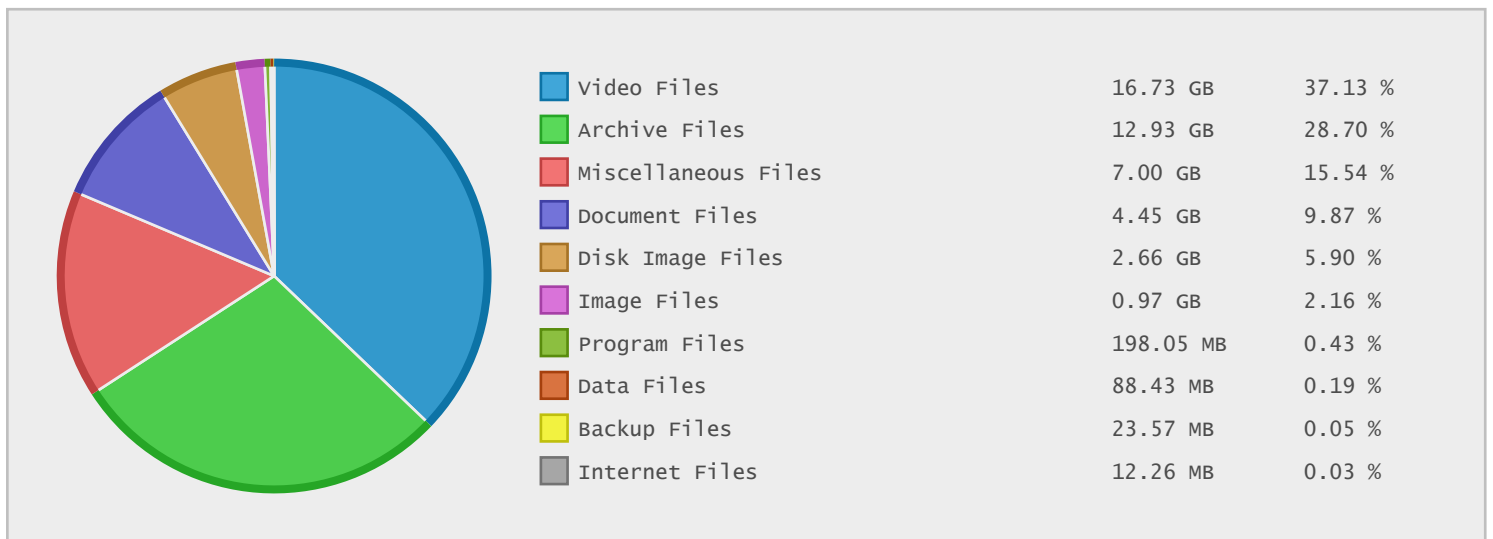 Video Files 16.73 GB 37.13 %
Archive Files 12.93 GB 28.70 %
Miscellaneous Files 7.00 GB 15.54 %
Document Files 4.45 GB 9.87 %
Disk Image Files 2.66 GB 5.90 %
Image Files 0.97 GB 2.16 %
Program Files 198.05 MB 0.43 %
Data Files 88.43 MB 0.19 %
Backup Files 23.57 MB 0.05 %
Internet Files 12.26 MB 0.03 %